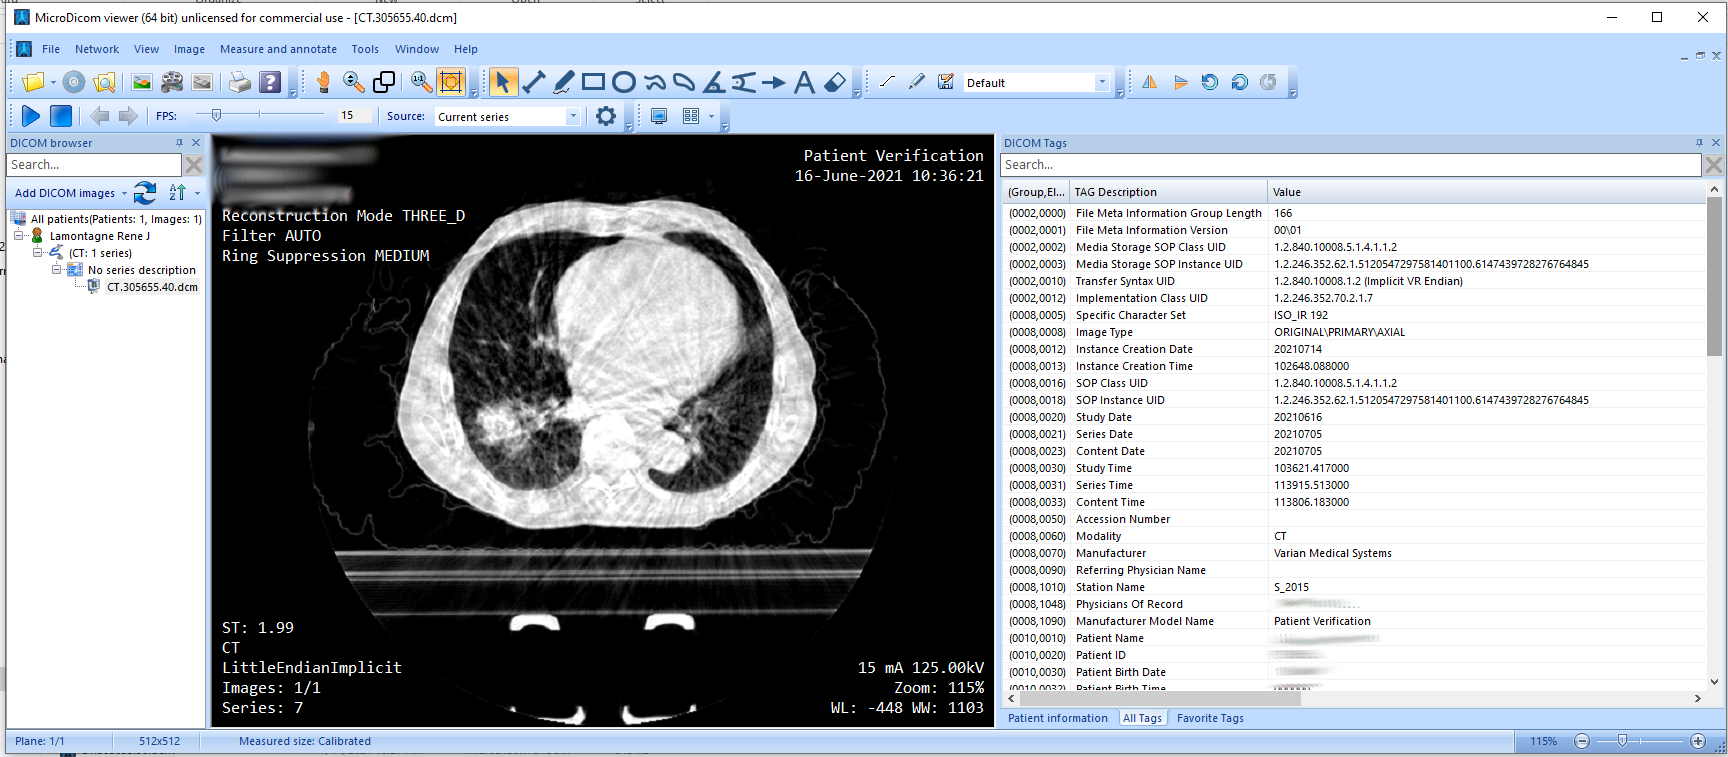 MicroDicom viewer (64 bit) unlicensed for commercial use - [CT.305655.40.dcm]
File Network View Image Measure and annotate Tools Window Help
1:1
Default
FPS: 15 Source: Current series
DICOM browser
Search...
Add DICOM images
All patients(Patients: 1, Images: 1)
Lamontagne Rene J
(CT: 1 series)
No series description
CT.305655.40.dcm
Patient Verification
16-June-2021 10:36:21
Reconstruction Mode THREE_D
Filter AUTO
Ring Suppression MEDIUM
ST: 1.99
CT
LittleEndianImplicit
Images: 1/1
Series: 7
15 mA 125.00kV
Zoom: 115%
WL: -448 WW: 1103
DICOM Tags
Search...
(Group,El... TAG Description Value
(0002,0000) File Meta Information Group Length 166
(0002,0001) File Meta Information Version 00\01
(0002,0002) Media Storage SOP Class UID 1.2.840.10008.5.1.4.1.1.2
(0002,0003) Media Storage SOP Instance UID 1.2.246.352.62.1.5120547297581401100.6147439728276764845
(0002,0010) Transfer Syntax UID 1.2.840.10008.1.2 (Implicit VR Endian)
(0002,0012) Implementation Class UID 1.2.246.352.70.2.1.7
(0008,0005) Specific Character Set ISO_IR 192
(0008,0008) Image Type ORIGINAL\PRIMARY\AXIAL
(0008,0012) Instance Creation Date 20210714
(0008,0013) Instance Creation Time 102648.088000
(0008,0016) SOP Class UID 1.2.840.10008.5.1.4.1.1.2
(0008,0018) SOP Instance UID 1.2.246.352.62.1.5120547297581401100.6147439728276764845
(0008,0020) Study Date 20210616
(0008,0021) Series Date 20210705
(0008,0023) Content Date 20210705
(0008,0030) Study Time 103621.417000
(0008,0031) Series Time 113915.513000
(0008,0033) Content Time 113806.183000
(0008,0050) Accession Number
(0008,0060) Modality CT
(0008,0070) Manufacturer Varian Medical Systems
(0008,0090) Referring Physician Name
(0008,1010) Station Name S_2015
(0008,1048) Physicians Of Record
(0008,1090) Manufacturer Model Name Patient Verification
(0010,0010) Patient Name
(0010,0020) Patient ID
(0010,0030) Patient Birth Date
(0010,0032) Patient Birth Time
Patient information All Tags Favorite Tags
Plane: 1/1 512x512 Measured size: Calibrated 115%